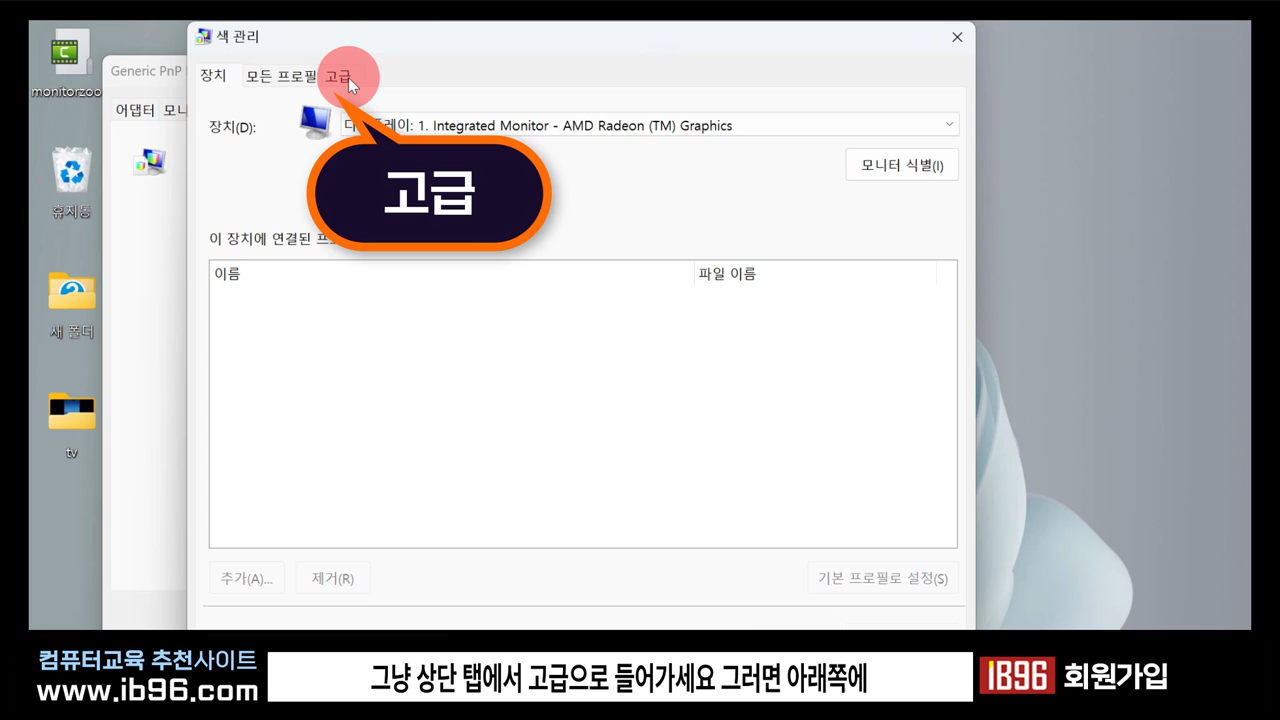 색 관리
monitorzoo
Generic PnP
장치
모든 프로필
고급
어댑터
모니
장치(D):
디스플레이: 1. Integrated Monitor - AMD Radeon (TM) Graphics
모니터 식별(I)
고급
휴지통
이 장치에 연결된
이름
파일 이름
새 폴더
tv
추가(A)...
제거(R)
기본 프로필로 설정(S)
컴퓨터교육 추천사이트
www.ib96.com
그냥 상단 탭에서 고급으로 들어가세요 그러면 아래쪽에
IB96 회원가입